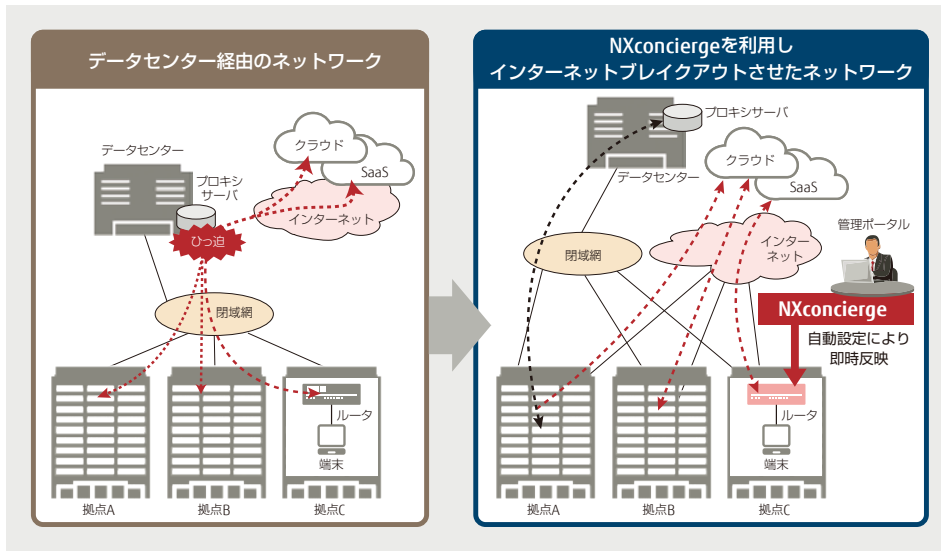 データセンター経由のネットワーク
データセンター
プロキシ
サーバ
ひっ迫
クラウド
SaaS
インターネット
閉域網
ルータ
端末
拠点A
拠点B
拠点C
NXconciergeを利用し
インターネットブレイクアウトさせたネットワーク
プロキシサーバ
データセンター
クラウド
SaaS
閉域網
インター
ネット
管理ポータル
NXconcierge
自動設定により
即時反映
ルータ
端末
拠点A
拠点B
拠点C